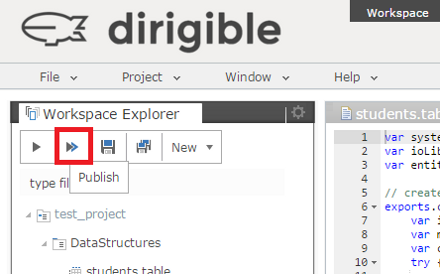 Workspace
dirigible
File Project Window Help
Workspace Explorer
students.tab
New
Publish
type fil
test_project
DataStructures
students.table
1 var syste
2 var ioLib
3 var entit
4
5 // create
6 exports.c
7 var i
8 var m
9 var c
10 try {